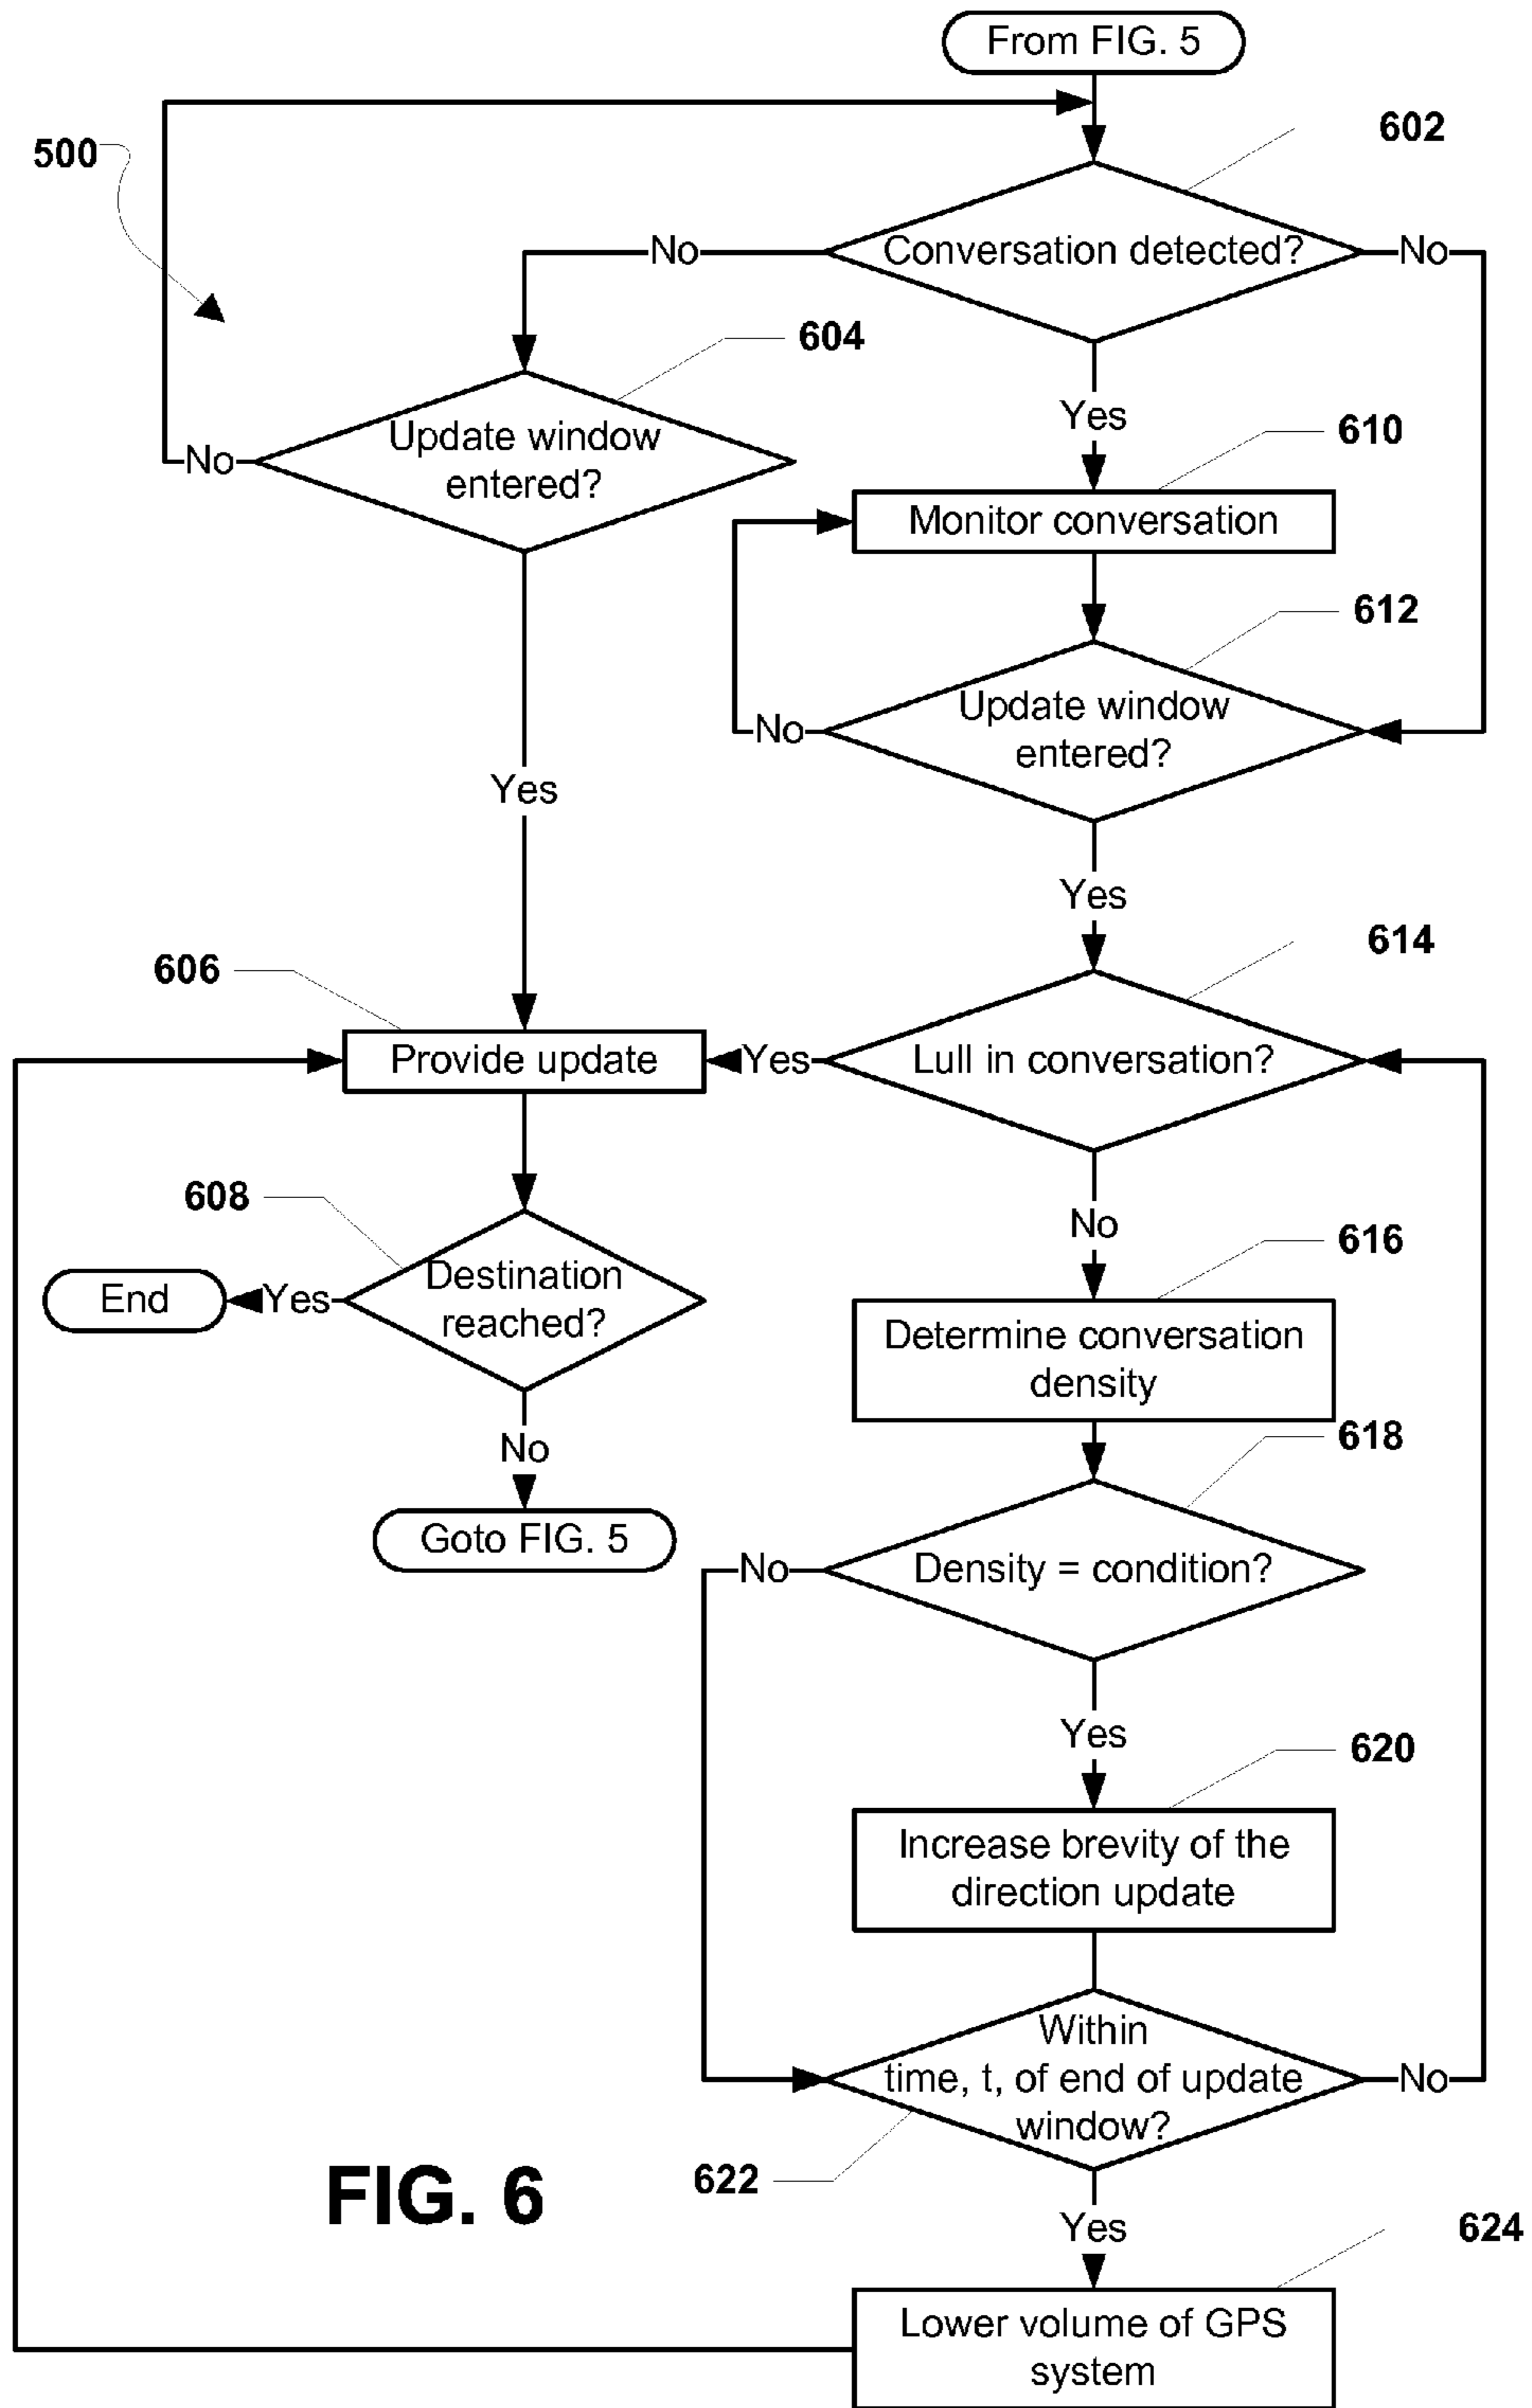 From FIG. 5
602
500
Conversation detected?
No
No
604
Yes
610
Update window
entered?
No
Monitor conversation
612
Update window
entered?
No
Yes
Yes
614
606
Provide update
Yes
Lull in conversation?
608
No
616
Destination
reached?
End
Yes
Determine conversation
density
618
No
Goto FIG. 5
Density = condition?
No
Yes
620
Increase brevity of the
direction update
Within
time, t, of end of update
window?
No
622
FIG. 6
Yes
624
Lower volume of GPS
system